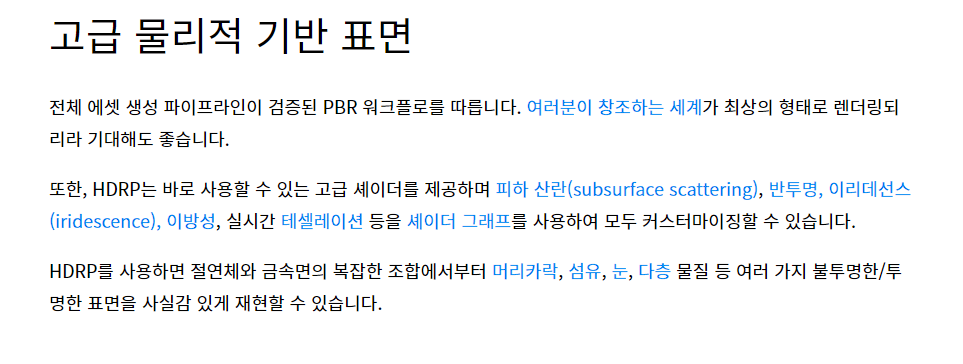 고급 물리적 기반 표면
전체 에셋 생성 파이프라인이 검증된 PBR 워크플로를 따릅니다. 여러분이 창조하는 세계가 최상의 형태로 렌더링되
리라 기대해도 좋습니다.
또한, HDRP는 바로 사용할 수 있는 고급 셰이더를 제공하며 피하 산란(subsurface scattering), 반투명, 이리데선스
(iridescence), 이방성, 실시간 테셀레이션 등을 셰이더 그래프를 사용하여 모두 커스터마이징할 수 있습니다.
HDRP를 사용하면 절연체와 금속면의 복잡한 조합에서부터 머리카락, 섬유, 눈, 다층 물질 등 여러 가지 불투명한/투
명한 표면을 사실감 있게 재현할 수 있습니다.